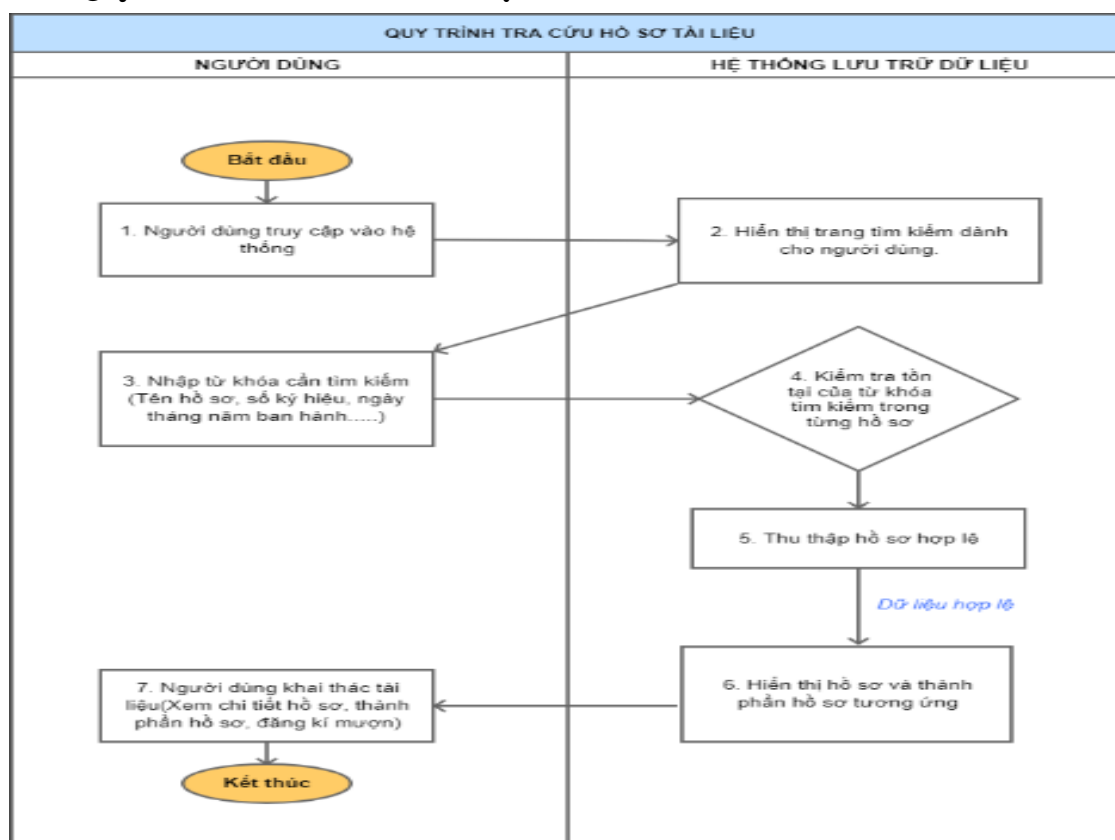 QUY TRÌNH TRA CỨU HỒ SƠ TÀI LIỆU
NGƯỜI DÙNG
HỆ THỐNG LƯU TRỮ DỮ LIỆU
Bắt đầu
1. Người dùng truy cập vào hệ
thống
2. Hiển thị trang tìm kiếm dành
cho người dùng.
3. Nhập từ khóa cần tìm kiếm
(Tên hồ sơ, số ký hiệu, ngày
tháng năm ban hành.....)
4. Kiểm tra tồn
tại của từ khóa
tìm kiếm trong
từng hồ sơ
5. Thu thập hồ sơ hợp lệ
Dữ liệu hợp lệ
6. Hiển thị hồ sơ và thành
phần hồ sơ tương ứng
7. Người dùng khai thác tài
liệu(Xem chi tiết hồ sơ, thành
phần hồ sơ, đăng kí mượn)
Kết thúc